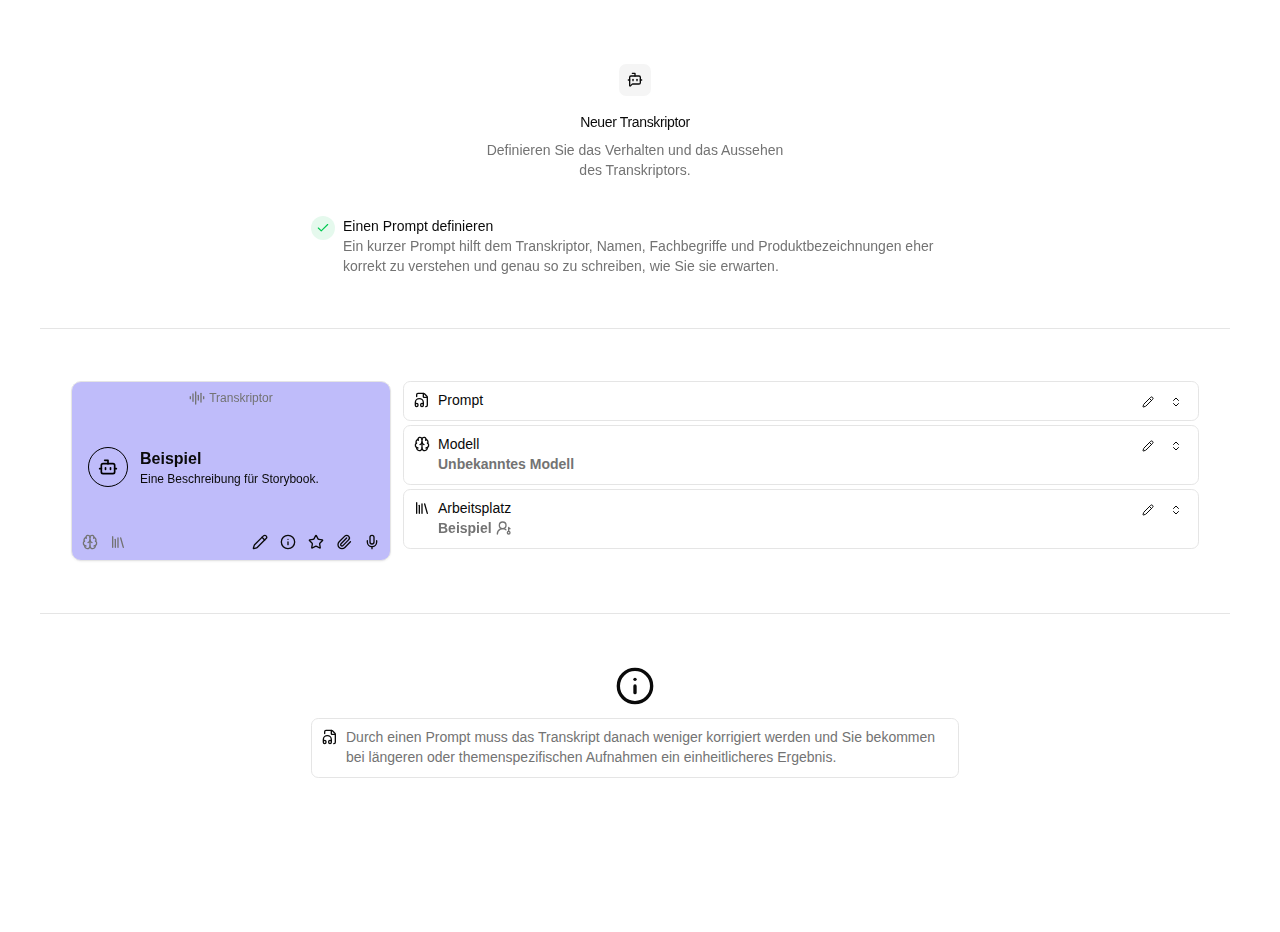 Neuer Transkriptor
Definieren Sie das Verhalten und das Aussehen
des Transkriptors.
Einen Prompt definieren
Ein kurzer Prompt hilft dem Transkriptor, Namen, Fachbegriffe und Produktbezeichnungen eher
korrekt zu verstehen und genau so zu schreiben, wie Sie sie erwarten.
Transkriptor
Beispiel
Eine Beschreibung für Storybook.
Prompt
Modell
Unbekanntes Modell
Arbeitsplatz
Beispiel
Durch einen Prompt muss das Transkript danach weniger korrigiert werden und Sie bekommen
bei längeren oder themenspezifischen Aufnahmen ein einheitlicheres Ergebnis.